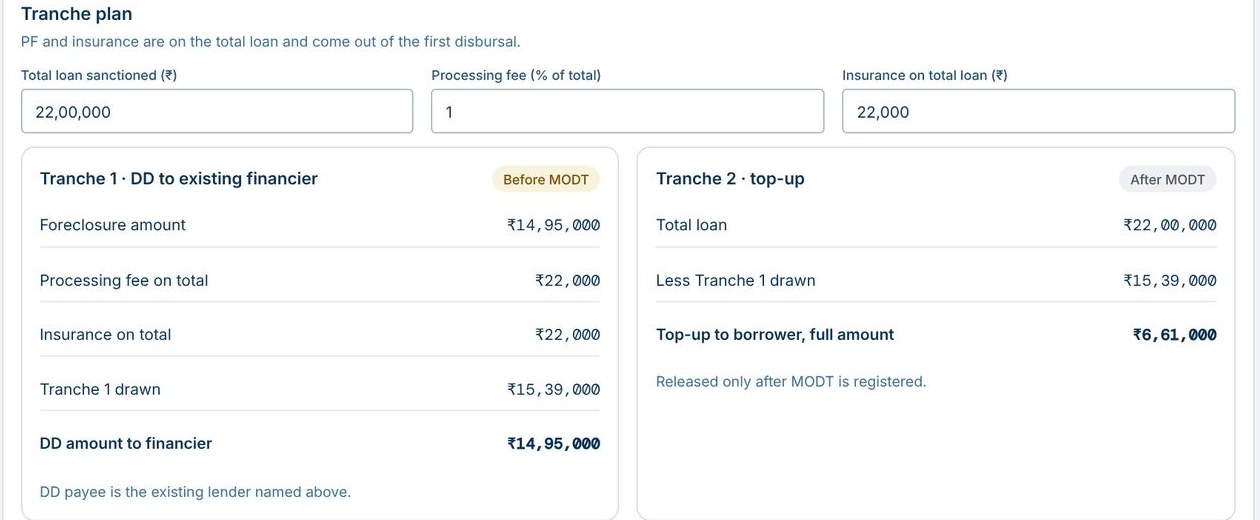 Tranche plan
PF and insurance are on the total loan and come out of the first disbursal.
Total loan sanctioned (₹)
22,00,000
Processing fee (% of total)
1
Insurance on total loan (₹)
22,000
Tranche 1 · DD to existing financier
Before MODT
Foreclosure amount ₹14,95,000
Processing fee on total ₹22,000
Insurance on total ₹22,000
Tranche 1 drawn ₹15,39,000
DD amount to financier ₹14,95,000
DD payee is the existing lender named above.
Tranche 2 · top-up
After MODT
Total loan ₹22,00,000
Less Tranche 1 drawn ₹15,39,000
Top-up to borrower, full amount ₹6,61,000
Released only after MODT is registered.